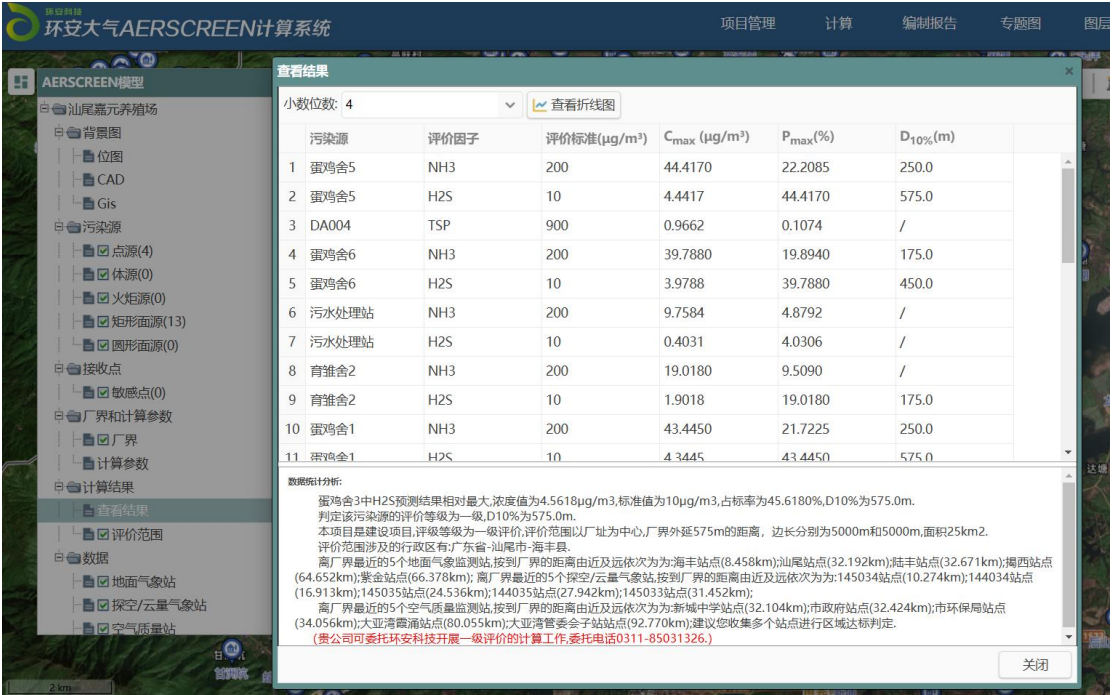 环安科技
环安大气AERSCREEN计算系统
项目管理 计算 编制报告 专题图 图层
AERSCREEN模型
汕尾嘉元养殖场
背景图
位图
CAD
Gis
污染源
点源(4)
体源(0)
火炬源(0)
矩形面源(13)
圆形面源(0)
接收点
敏感点(0)
厂界和计算参数
厂界
计算参数
计算结果
查看结果
评价范围
数据
地面气象站
探空/云量气象站
空气质量站
2 km
查看结果 ×
小数位数: 4 查看折线图
污染源 评价因子 评价标准(μg/m³) Cmax (μg/m³) Pmax(%) D10%(m)
1 蛋鸡舍5 NH3 200 44.4170 22.2085 250.0
2 蛋鸡舍5 H2S 10 4.4417 44.4170 575.0
3 DA004 TSP 900 0.9662 0.1074 /
4 蛋鸡舍6 NH3 200 39.7880 19.8940 175.0
5 蛋鸡舍6 H2S 10 3.9788 39.7880 450.0
6 污水处理站 NH3 200 9.7584 4.8792 /
7 污水处理站 H2S 10 0.4031 4.0306 /
8 育雏舍2 NH3 200 19.0180 9.5090 /
9 育雏舍2 H2S 10 1.9018 19.0180 175.0
10 蛋鸡舍1 NH3 200 43.4450 21.7225 250.0
11 蛋鸡舍1 H2S 10 4.3445 43.4450 575.0
数据统计分析:
蛋鸡舍3中H2S预测结果相对最大,浓度值为4.5618μg/m3,标准值为10μg/m3,占标率为45.6180%,D10%为575.0m.
判定该污染源的评价等级为一级,D10%为575.0m.
本项目是建设项目,评级等级为一级评价,评价范围以厂址为中心,厂界外延575m的距离，边长分别为5000m和5000m,面积25km2.
评价范围涉及的行政区有:广东省-汕尾市-海丰县.
离厂界最近的5个地面气象监测站,按到厂界的距离由近及远依次为为:海丰站点(8.458km);汕尾站点(32.192km);陆丰站点(32.671km);揭西站点
(64.652km);紫金站点(66.378km); 离厂界最近的5个探空/云量气象站,按到厂界的距离由近及远依次为为:145034站点(10.274km);144034站点
(16.913km);145035站点(24.536km);144035站点(27.942km);145033站点(31.452km);
离厂界最近的5个空气质量监测站,按到厂界的距离由近及远依次为为:新城中学站点(32.104km);市政府站点(32.424km);市环保局站点
(34.056km);大亚湾霞涌站点(80.055km);大亚湾管委会子站站点(92.770km);建议您收集多个站点进行区域达标判定.
(贵公司可委托环安科技开展一级评价的计算工作,委托电话0311-85031326.)
关闭
达塘